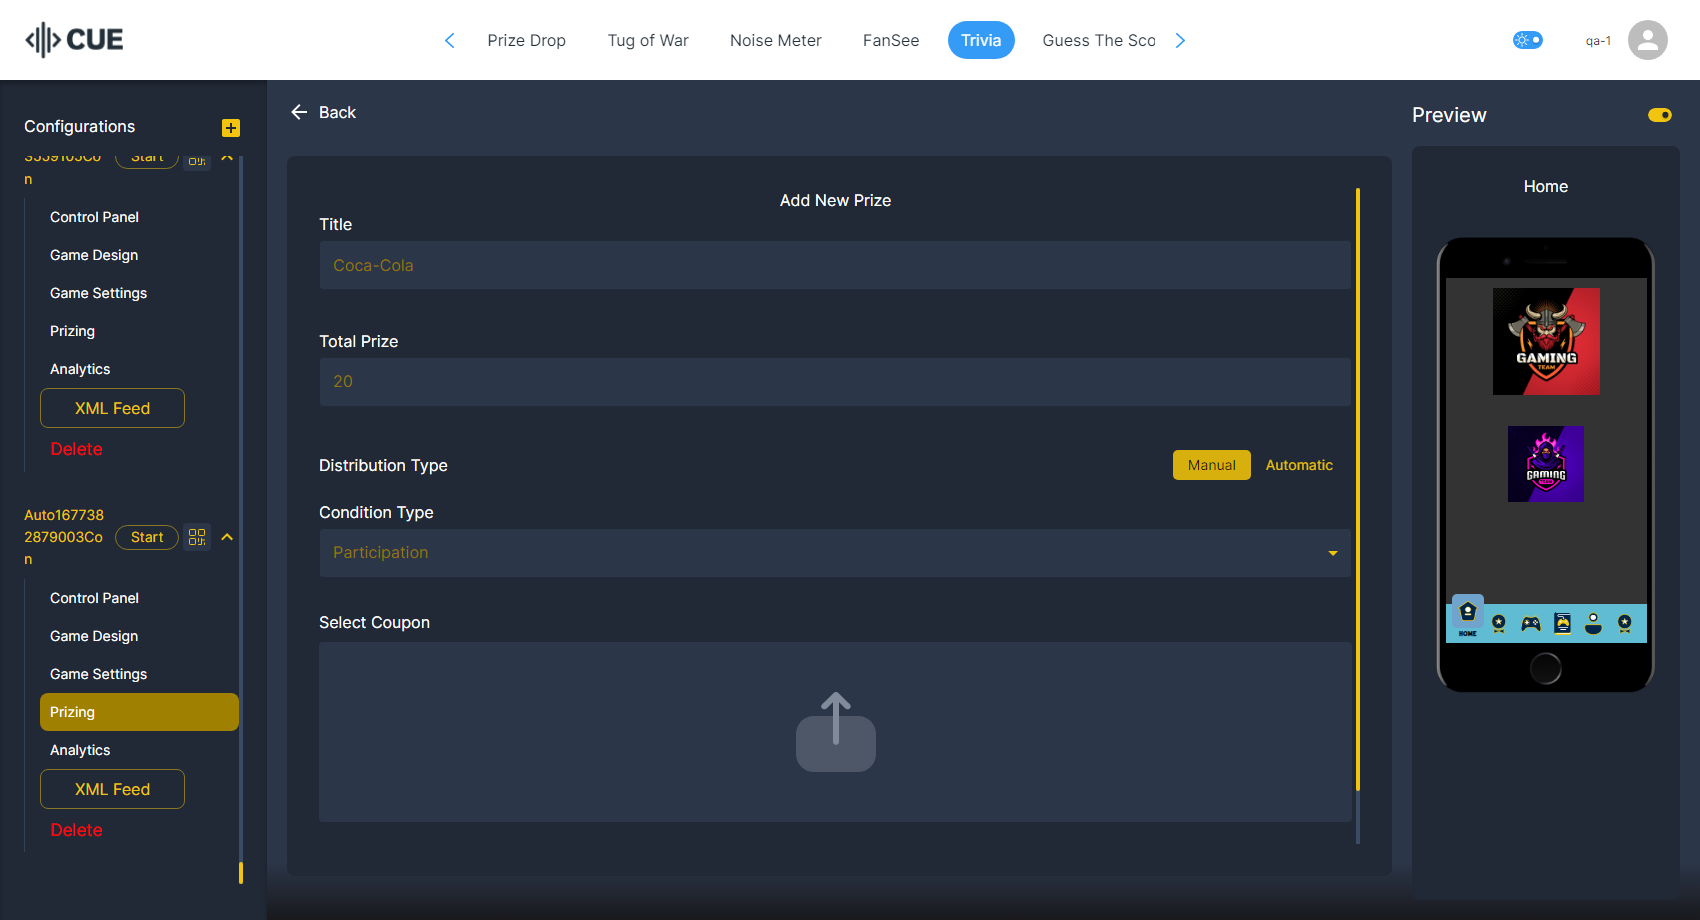 CUE
Prize Drop
Tug of War
Noise Meter
FanSee
Trivia
Guess The Sco
qa-1
Configurations
Start
n
Control Panel
Game Design
Game Settings
Prizing
Analytics
XML Feed
Delete
Auto167738
2879003Co
n
Start
Control Panel
Game Design
Game Settings
Prizing
Analytics
XML Feed
Delete
Back
Add New Prize
Title
Coca-Cola
Total Prize
20
Distribution Type
Manual
Automatic
Condition Type
Participation
Select Coupon
Preview
Home
GAMING
TEAM
GAMING
HOME